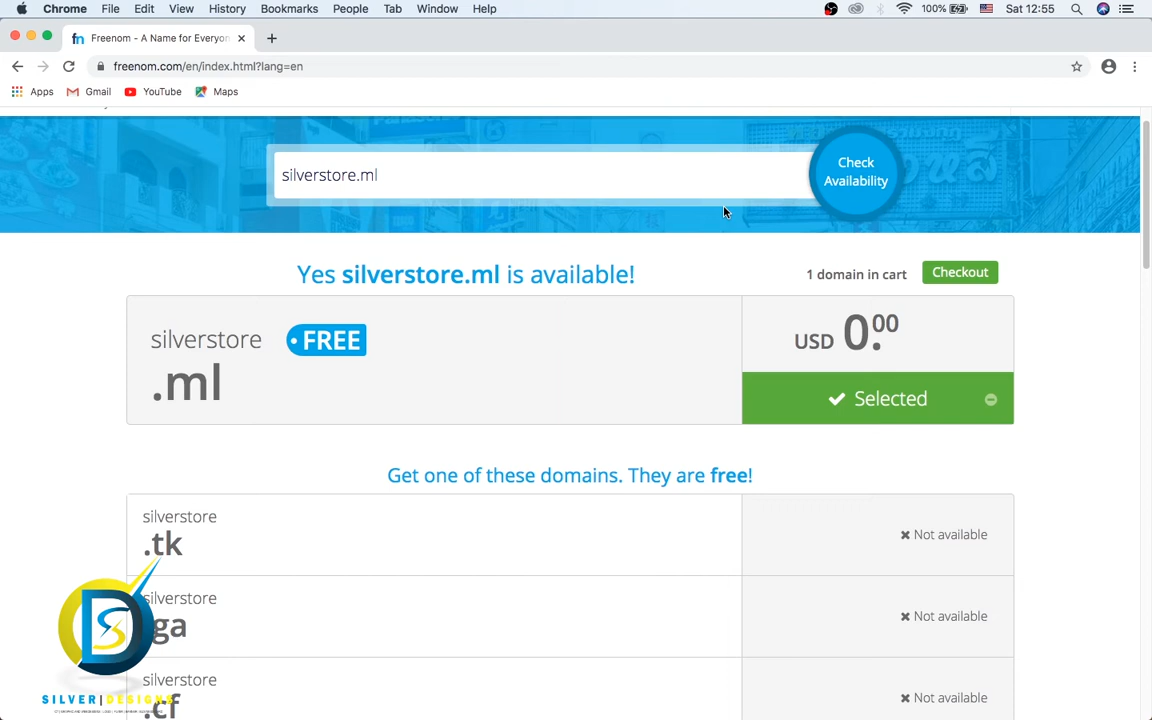 Chrome File Edit View History Bookmarks People Tab Window Help 100% Sat 12:55
fn Freenom - A Name for Everyon
freenom.com/en/index.html?lang=en
Apps Gmail YouTube Maps
silverstore.ml
Check
Availability
Yes silverstore.ml is available!
1 domain in cart Checkout
silverstore FREE
.ml
USD 0.00
Selected
Get one of these domains. They are free!
silverstore
.tk
Not available
silverstore
ga
Not available
silverstore
.cf
Not available
D S
SILVER|DESIGNS